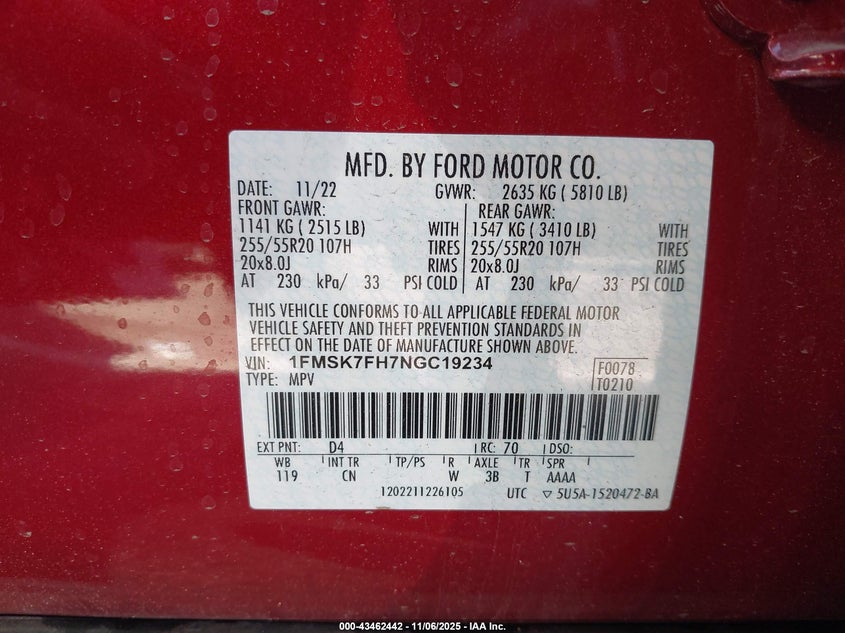 MFD. BY FORD MOTOR CO.
DATE: 11/22 GVWR: 2635 KG ( 5810 LB)
FRONT GAWR: REAR GAWR:
1141 KG ( 2515 LB) WITH 1547 KG ( 3410 LB) WITH
255/55R20 107H TIRES 255/55R20 107H TIRES
20x8.0J RIMS 20x8.0J RIMS
AT 230 kPa/ 33 PSI COLD AT 230 kPa/ 33 PSI COLD
THIS VEHICLE CONFORMS TO ALL APPLICABLE FEDERAL MOTOR
VEHICLE SAFETY AND THEFT PREVENTION STANDARDS IN
EFFECT ON THE DATE OF MANUFACTURE SHOWN ABOVE.
VIN: 1FMSK7FH7NGC19234
TYPE: MPV
F0078
T0210
EXT PNT: D4 RC: 70 DSO:
WB INT TR TP/PS R AXLE TR SPR
119 CN W 3B T AAAA
1202211226105 UTC ▽ 5U5A-1520472-BA
000-43462442 - 11/06/2025 - IAA Inc.